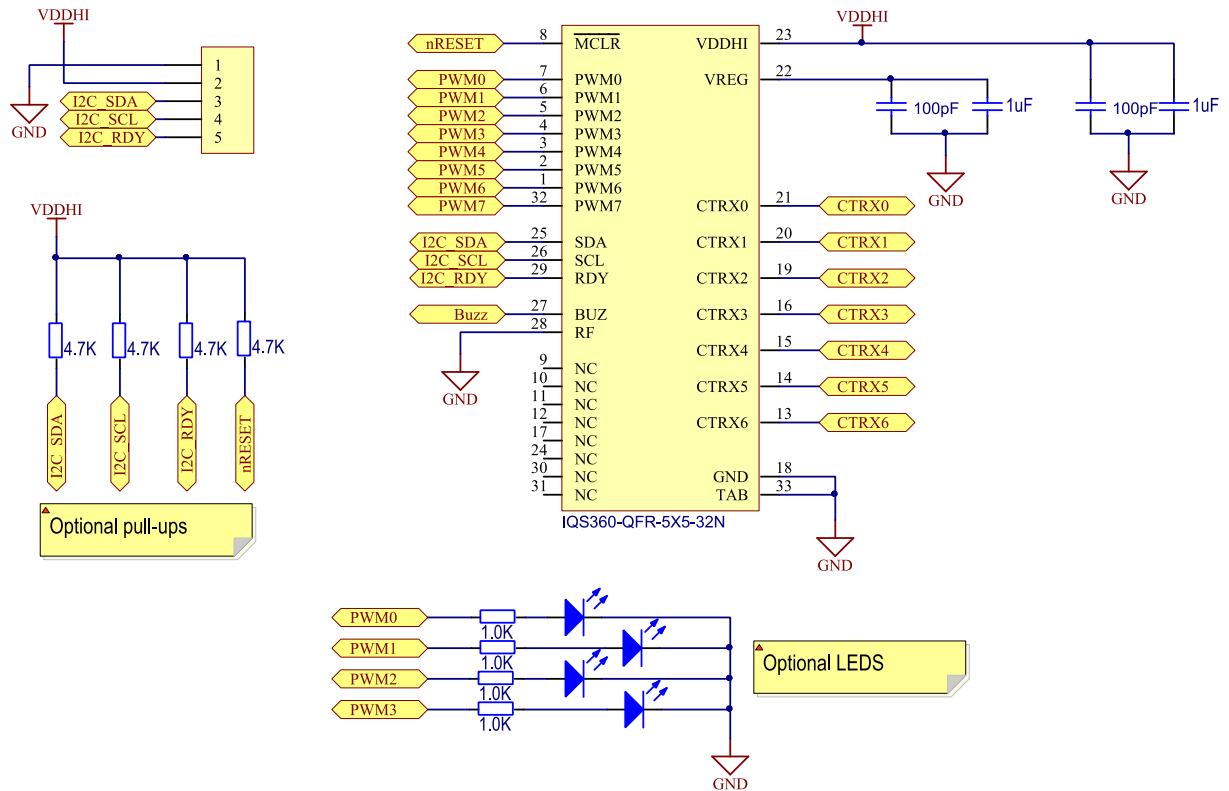 VDDHI
1
2
I2C_SDA 3
I2C_SCL 4
I2C_RDY 5
GND
VDDHI
4.7K 4.7K 4.7K 4.7K
I2C_SDA I2C_SCL I2C_RDY nRESET
Optional pull-ups
nRESET 8 MCLR
PWM0 7 PWM0
PWM1 6 PWM1
PWM2 5 PWM2
PWM3 4 PWM3
PWM4 3 PWM4
PWM5 2 PWM5
PWM6 1 PWM6
PWM7 32 PWM7
I2C_SDA 25 SDA
I2C_SCL 26 SCL
I2C_RDY 29 RDY
Buzz 27 BUZ
28 RF
GND
9 NC
10 NC
11 NC
12 NC
17 NC
24 NC
30 NC
31 NC
VDDHI 23
VREG 22
CTRX0 21 CTRX0
CTRX1 20 CTRX1
CTRX2 19 CTRX2
CTRX3 16 CTRX3
CTRX4 15 CTRX4
CTRX5 14 CTRX5
CTRX6 13 CTRX6
GND 18
TAB 33
IQS360-QFR-5X5-32N
GND
VDDHI
100pF 1uF
GND
100pF 1uF
GND
PWM0 1.0K
PWM1 1.0K
PWM2 1.0K
PWM3 1.0K
GND
Optional LEDS